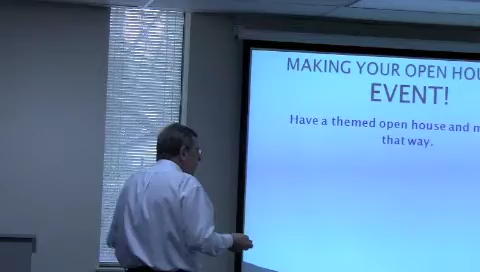 MAKING YOUR OPEN HOU
EVENT!
Have a themed open house and m
that way.